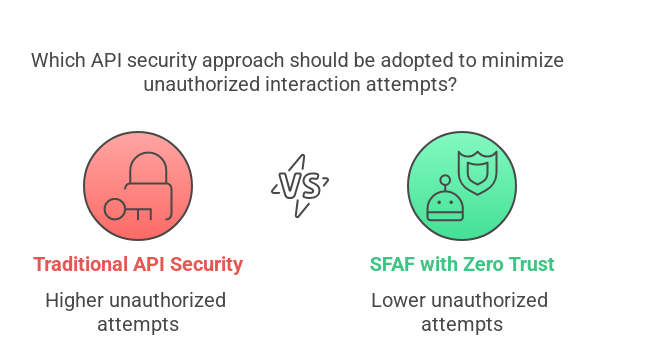 Which API security approach should be adopted to minimize
unauthorized interaction attempts?
VS
Traditional API Security
SFAF with Zero Trust
Higher unauthorized
attempts
Lower unauthorized
attempts